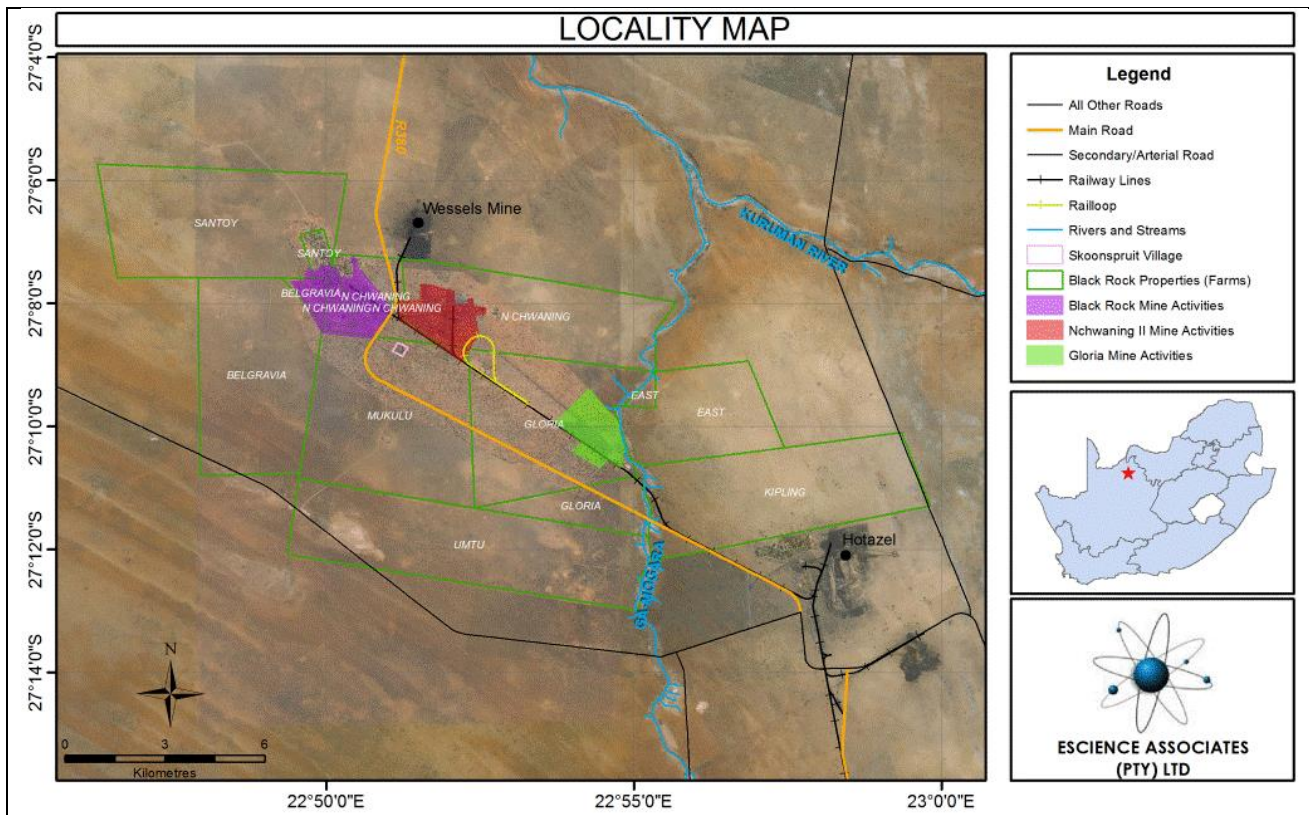 LOCALITY MAP
27°4'0"S
27°6'0"S
27°8'0"S
27°10'0"S
27°12'0"S
27°14'0"S
R380
Wessels Mine
SANTOY
SANTOY
KURUMAN RIVER
BELGRAVIA
N CHWANING
N CHWANING
N CHWANING
N CHWANING
BELGRAVIA
MUKULU
GLORIA
EAST
EAST
KIPLING
GLORIA
UMTU
Hotazel
GA-MOGARA
N
0 3 6
Kilometres
22°50'0"E
22°55'0"E
23°0'0"E
Legend
All Other Roads
Main Road
Secondary/Arterial Road
Railway Lines
Railloop
Rivers and Streams
Skoonspruit Village
Black Rock Properties (Farms)
Black Rock Mine Activities
Nchwaning II Mine Activities
Gloria Mine Activities
ESCIENCE ASSOCIATES
(PTY) LTD